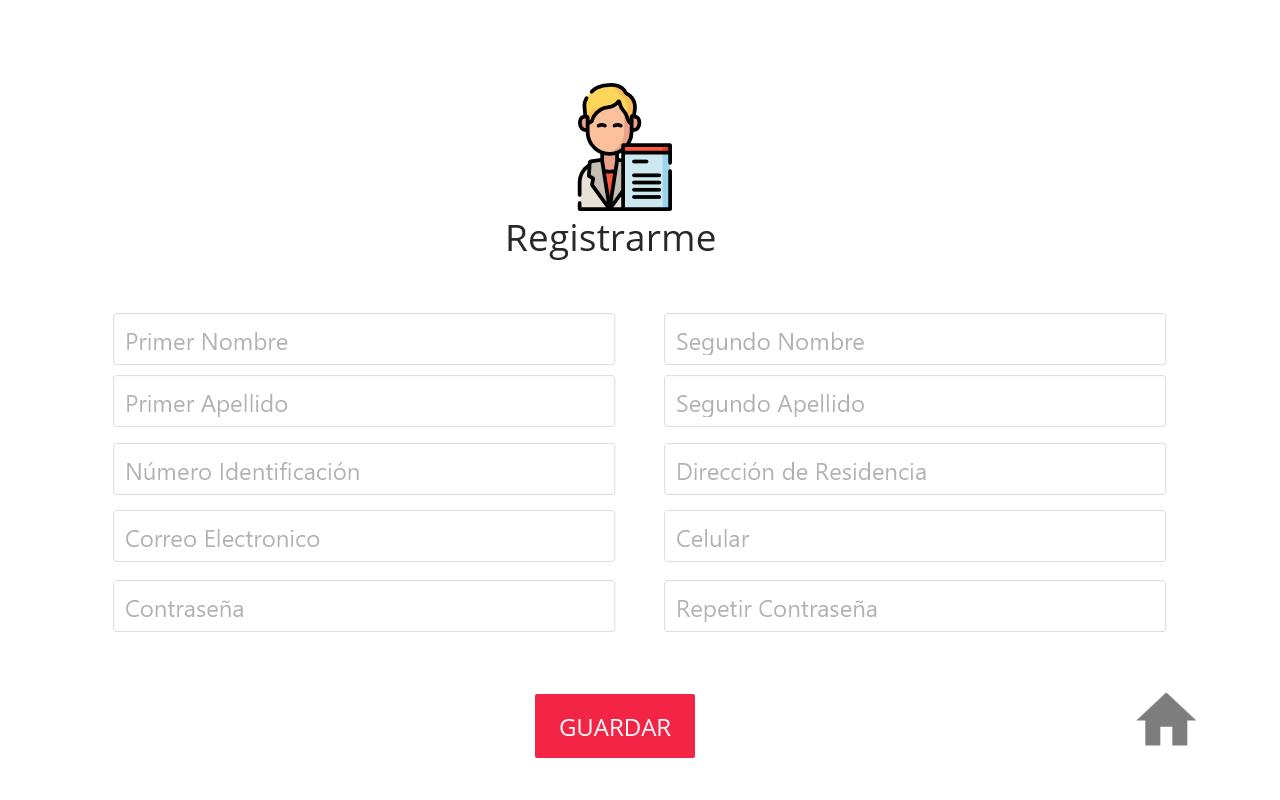 Registrarme
Primer Nombre
Segundo Nombre
Primer Apellido
Segundo Apellido
Número Identificación
Dirección de Residencia
Correo Electronico
Celular
Contraseña
Repetir Contraseña
GUARDAR